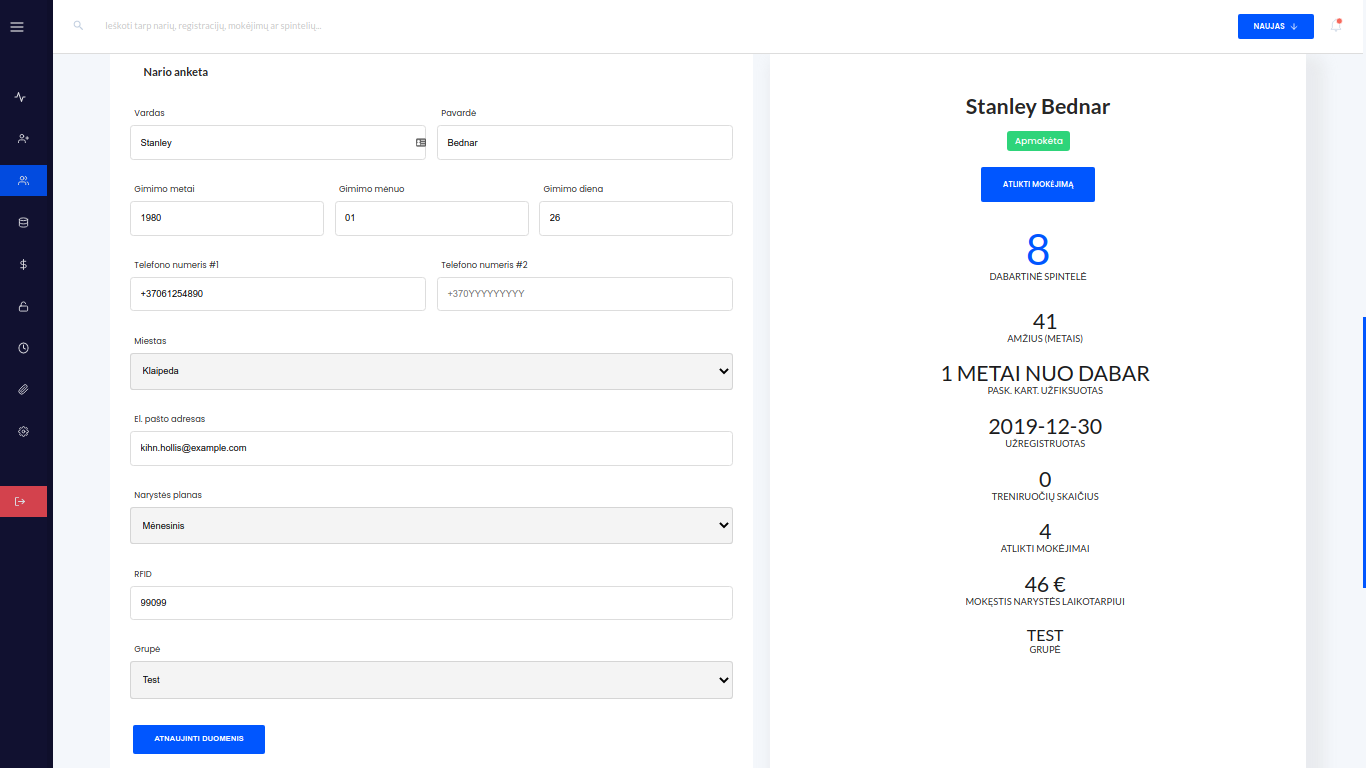 Ieškoti tarp narių, registracijų, mokėjimų ar spintelių...
NAUJAS
Nario anketa
Vardas
Pavardė
Stanley
Bednar
Gimimo metai
Gimimo mėnuo
Gimimo diena
1980
01
26
Telefono numeris #1
Telefono numeris #2
+37061254890
+370YYYYYYYYY
Miestas
Klaipeda
El. pašto adresas
kihn.hollis@example.com
Narystės planas
Mėnesinis
RFID
99099
Grupė
Test
ATNAUJINTI DUOMENIS
Stanley Bednar
Apmokėta
ATLIKTI MOKĖJIMĄ
8
DABARTINĖ SPINTELĖ
41
AMŽIUS (METAIS)
1 METAI NUO DABAR
PASK. KART. UŽFIKSUOTAS
2019-12-30
UŽREGISTRUOTAS
0
TRENIRUOČIŲ SKAIČIUS
4
ATLIKTI MOKĖJIMAI
46 €
MOKĘSTIS NARYSTĖS LAIKOTARPIUI
TEST
GRUPĖ